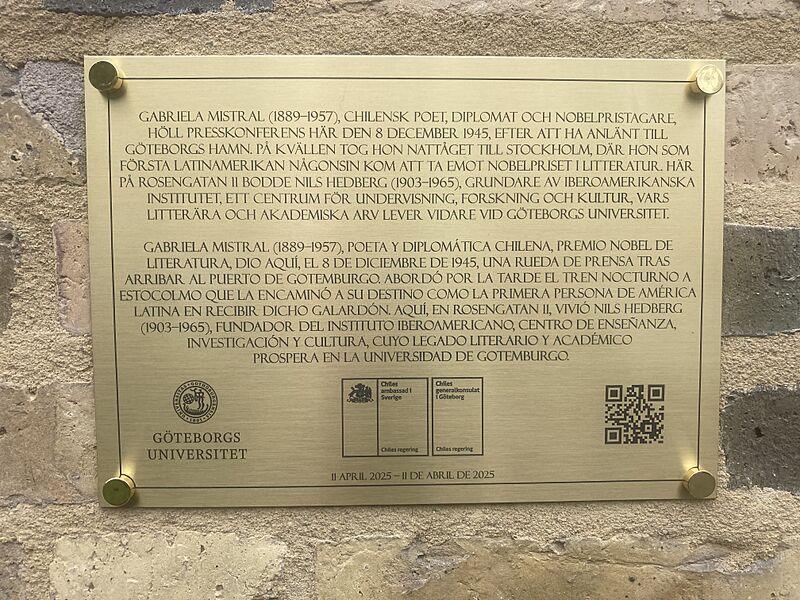 GABRIELA MISTRAL (1889–1957), CHILENSK POET, DIPLOMAT OCH NOBELPRISTAGARE,
HÖLL PRESSKONFERENS HÄR DEN 8 DECEMBER 1945, EFTER ATT HA ANLÄNT TILL
GÖTEBORGS HAMN. PÅ KVÄLLEN TOG HON NATTÅGET TILL STOCKHOLM, DÄR HON SOM
FÖRSTA LATINAMERIKAN NÅGONSIN KOM ATT TA EMOT NOBELPRISET I LITTERATUR. HÄR
PÅ ROSENGATAN 11 BODDE NILS HEDBERG (1903–1965), GRUNDARE AV IBEROAMERIKANSKA
INSTITUTET, ETT CENTRUM FÖR UNDERVISNING, FORSKNING OCH KULTUR, VARS
LITTERÄRA OCH AKADEMISKA ARV LEVER VIDARE VID GÖTEBORGS UNIVERSITET.
GABRIELA MISTRAL (1889–1957), POETA Y DIPLOMÁTICA CHILENA, PREMIO NOBEL DE
LITERATURA, DIO AQUÍ, EL 8 DE DICIEMBRE DE 1945, UNA RUEDA DE PRENSA TRAS
ARRIBAR AL PUERTO DE GOTEMBURGO. ABORDÓ POR LA TARDE EL TREN NOCTURNO A
ESTOCOLMO QUE LA ENCAMINÓ A SU DESTINO COMO LA PRIMERA PERSONA DE AMÉRICA
LATINA EN RECIBIR DICHO GALARDÓN. AQUÍ, EN ROSENGATAN 11, VIVIÓ NILS HEDBERG
(1903–1965), FUNDADOR DEL INSTITUTO IBEROAMERICANO, CENTRO DE ENSEÑANZA,
INVESTIGACIÓN Y CULTURA, CUYO LEGADO LITERARIO Y ACADÉMICO
PROSPERA EN LA UNIVERSIDAD DE GOTEMBURGO.
GÖTEBORGS
UNIVERSITET
Chiles
ambassad i
Sverige
Chiles regering
Chiles
generalkonsulat
i Göteborg
Chiles regering
11 APRIL 2025 – 11 DE ABRIL DE 2025